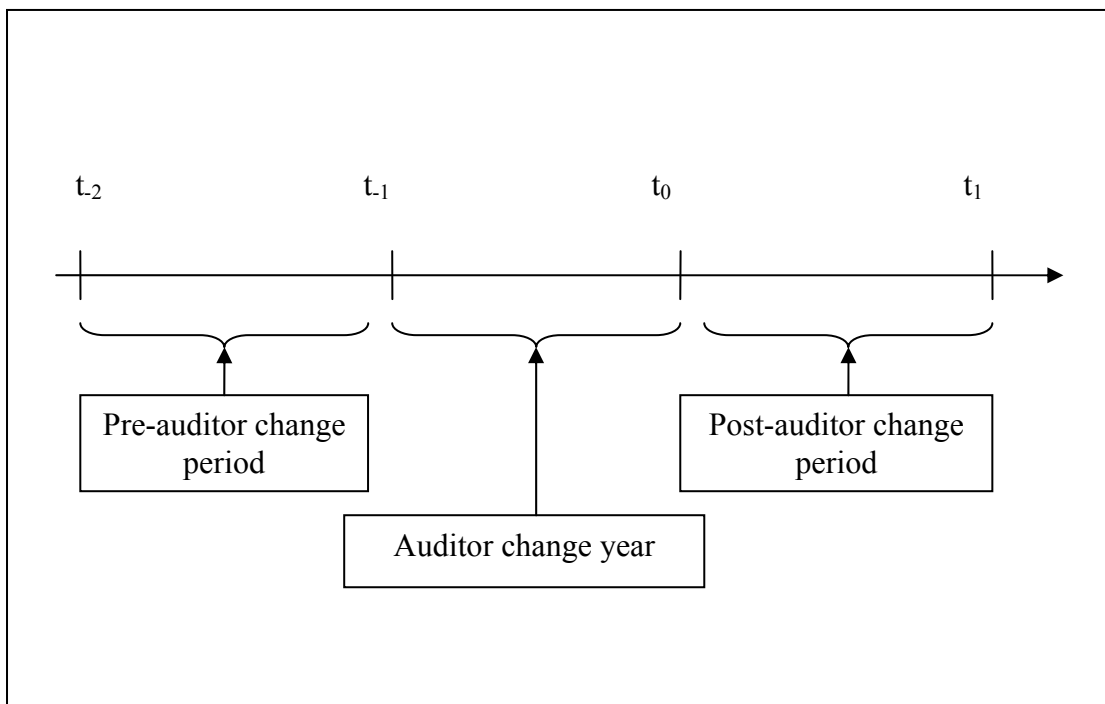 t-2 t-1 t0 t1
Pre-auditor change
period
Post-auditor change
period
Auditor change year